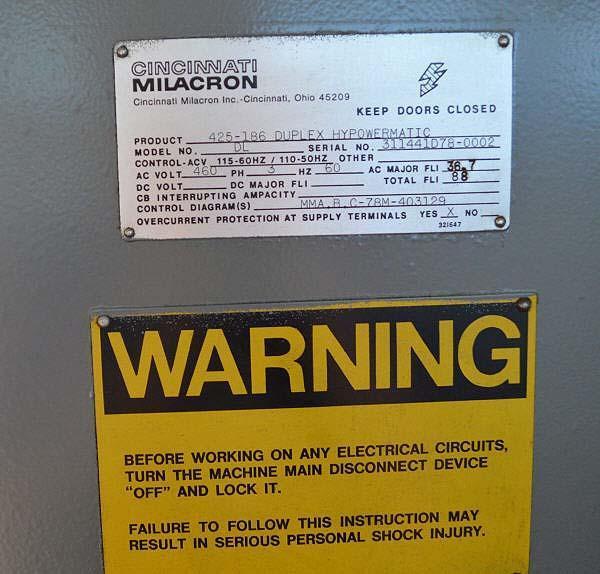 CINCINNATI
MILACRON
Cincinnati Milacron Inc.-Cincinnati, Ohio 45209
KEEP DOORS CLOSED
PRODUCT 425-186 DUPLEX HYPOWERMATIC
MODEL NO. DL SERIAL NO. 311441D78-0002
CONTROL-ACV 115-60HZ / 110-50HZ OTHER
AC VOLT 460 PH 3 HZ 60 AC MAJOR FLI 36.7
DC VOLT DC MAJOR FLI TOTAL FLI 88
CB INTERRUPTING AMPACITY
CONTROL DIAGRAM(S) MMA,B,C-78M-403129
OVERCURRENT PROTECTION AT SUPPLY TERMINALS YES X NO
321647
WARNING
BEFORE WORKING ON ANY ELECTRICAL CIRCUITS,
TURN THE MACHINE MAIN DISCONNECT DEVICE
"OFF" AND LOCK IT.
FAILURE TO FOLLOW THIS INSTRUCTION MAY
RESULT IN SERIOUS PERSONAL SHOCK INJURY.